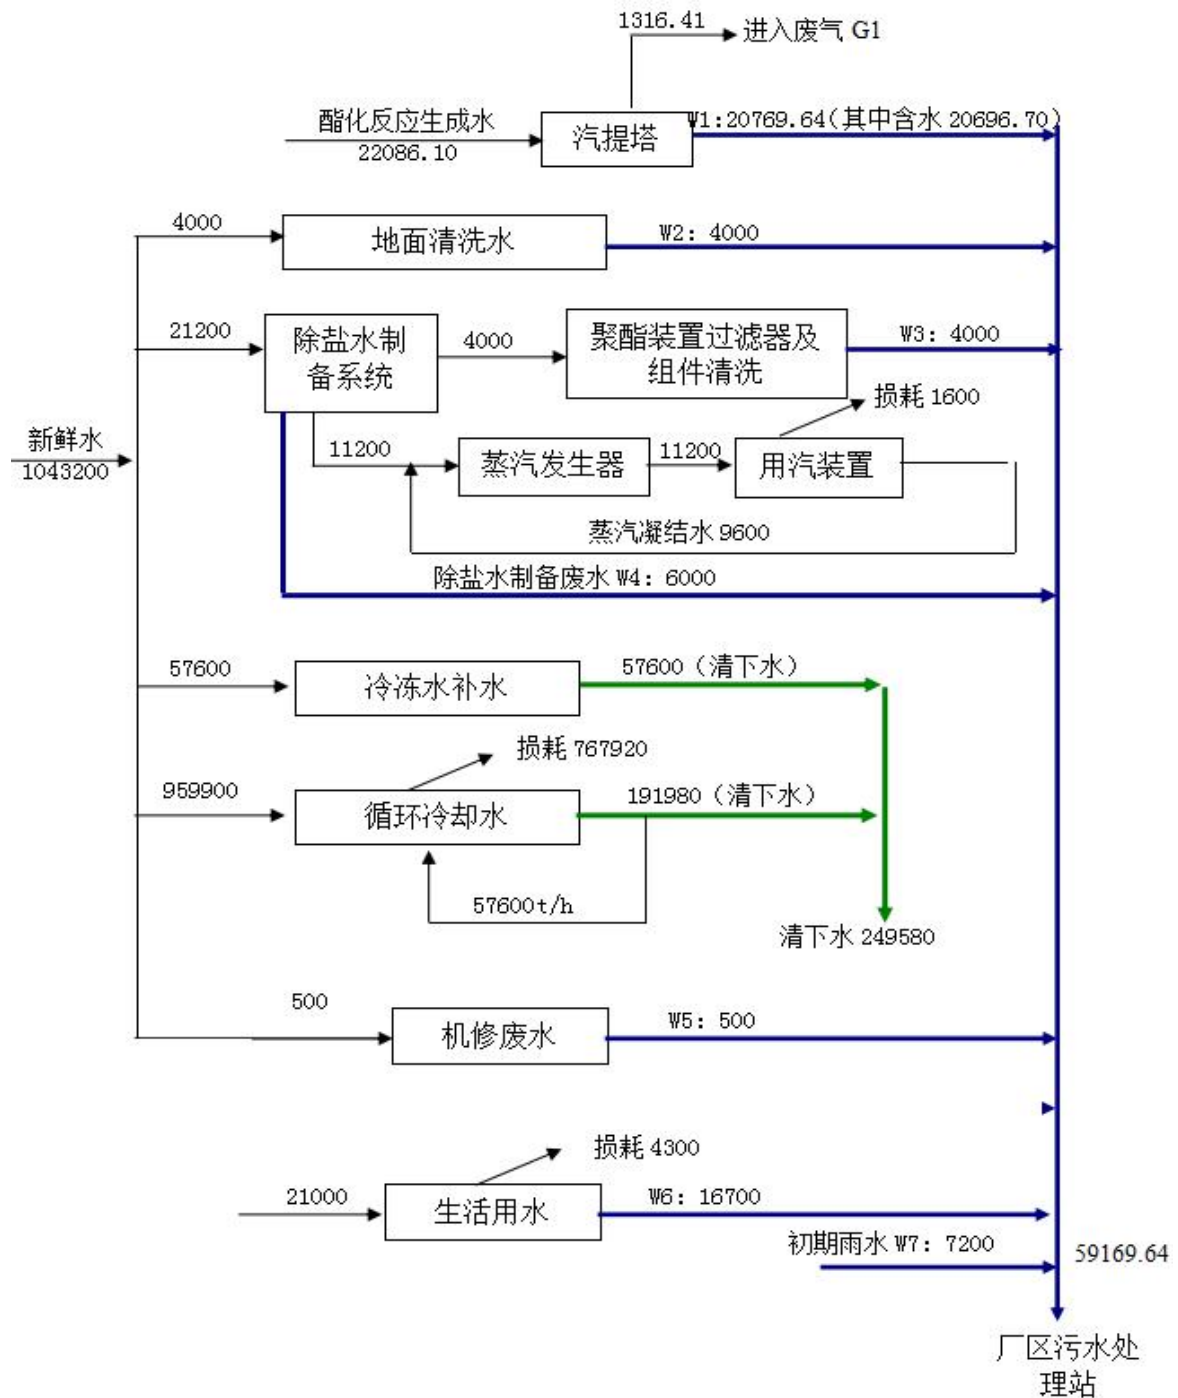 1316.41
进入废气 G1
酯化反应生成水
22086.10
汽提塔
W1:20769.64(其中含水 20696.70)
4000
地面清洗水
W2: 4000
21200
除盐水制
备系统
4000
聚酯装置过滤器及
组件清洗
W3: 4000
损耗 1600
新鲜水
1043200
11200
蒸汽发生器
11200
用汽装置
蒸汽凝结水 9600
除盐水制备废水 W4: 6000
57600
冷冻水补水
57600（清下水）
损耗 767920
959900
循环冷却水
191980（清下水）
57600t/h
清下水 249580
500
机修废水
W5: 500
损耗 4300
21000
生活用水
W6: 16700
初期雨水 W7: 7200
59169.64
厂区污水处
理站